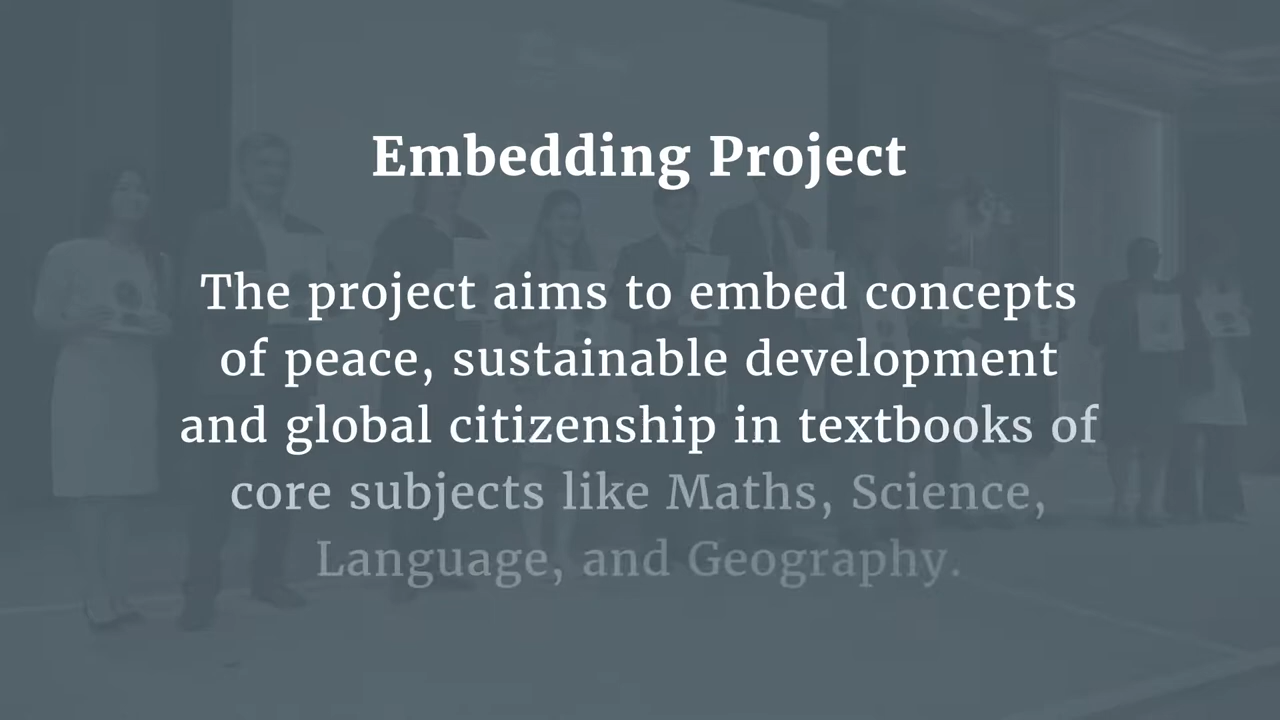 Embedding Project
The project aims to embed concepts
of peace, sustainable development
and global citizenship in textbooks of
core subjects like Maths, Science,
Language, and Geography.